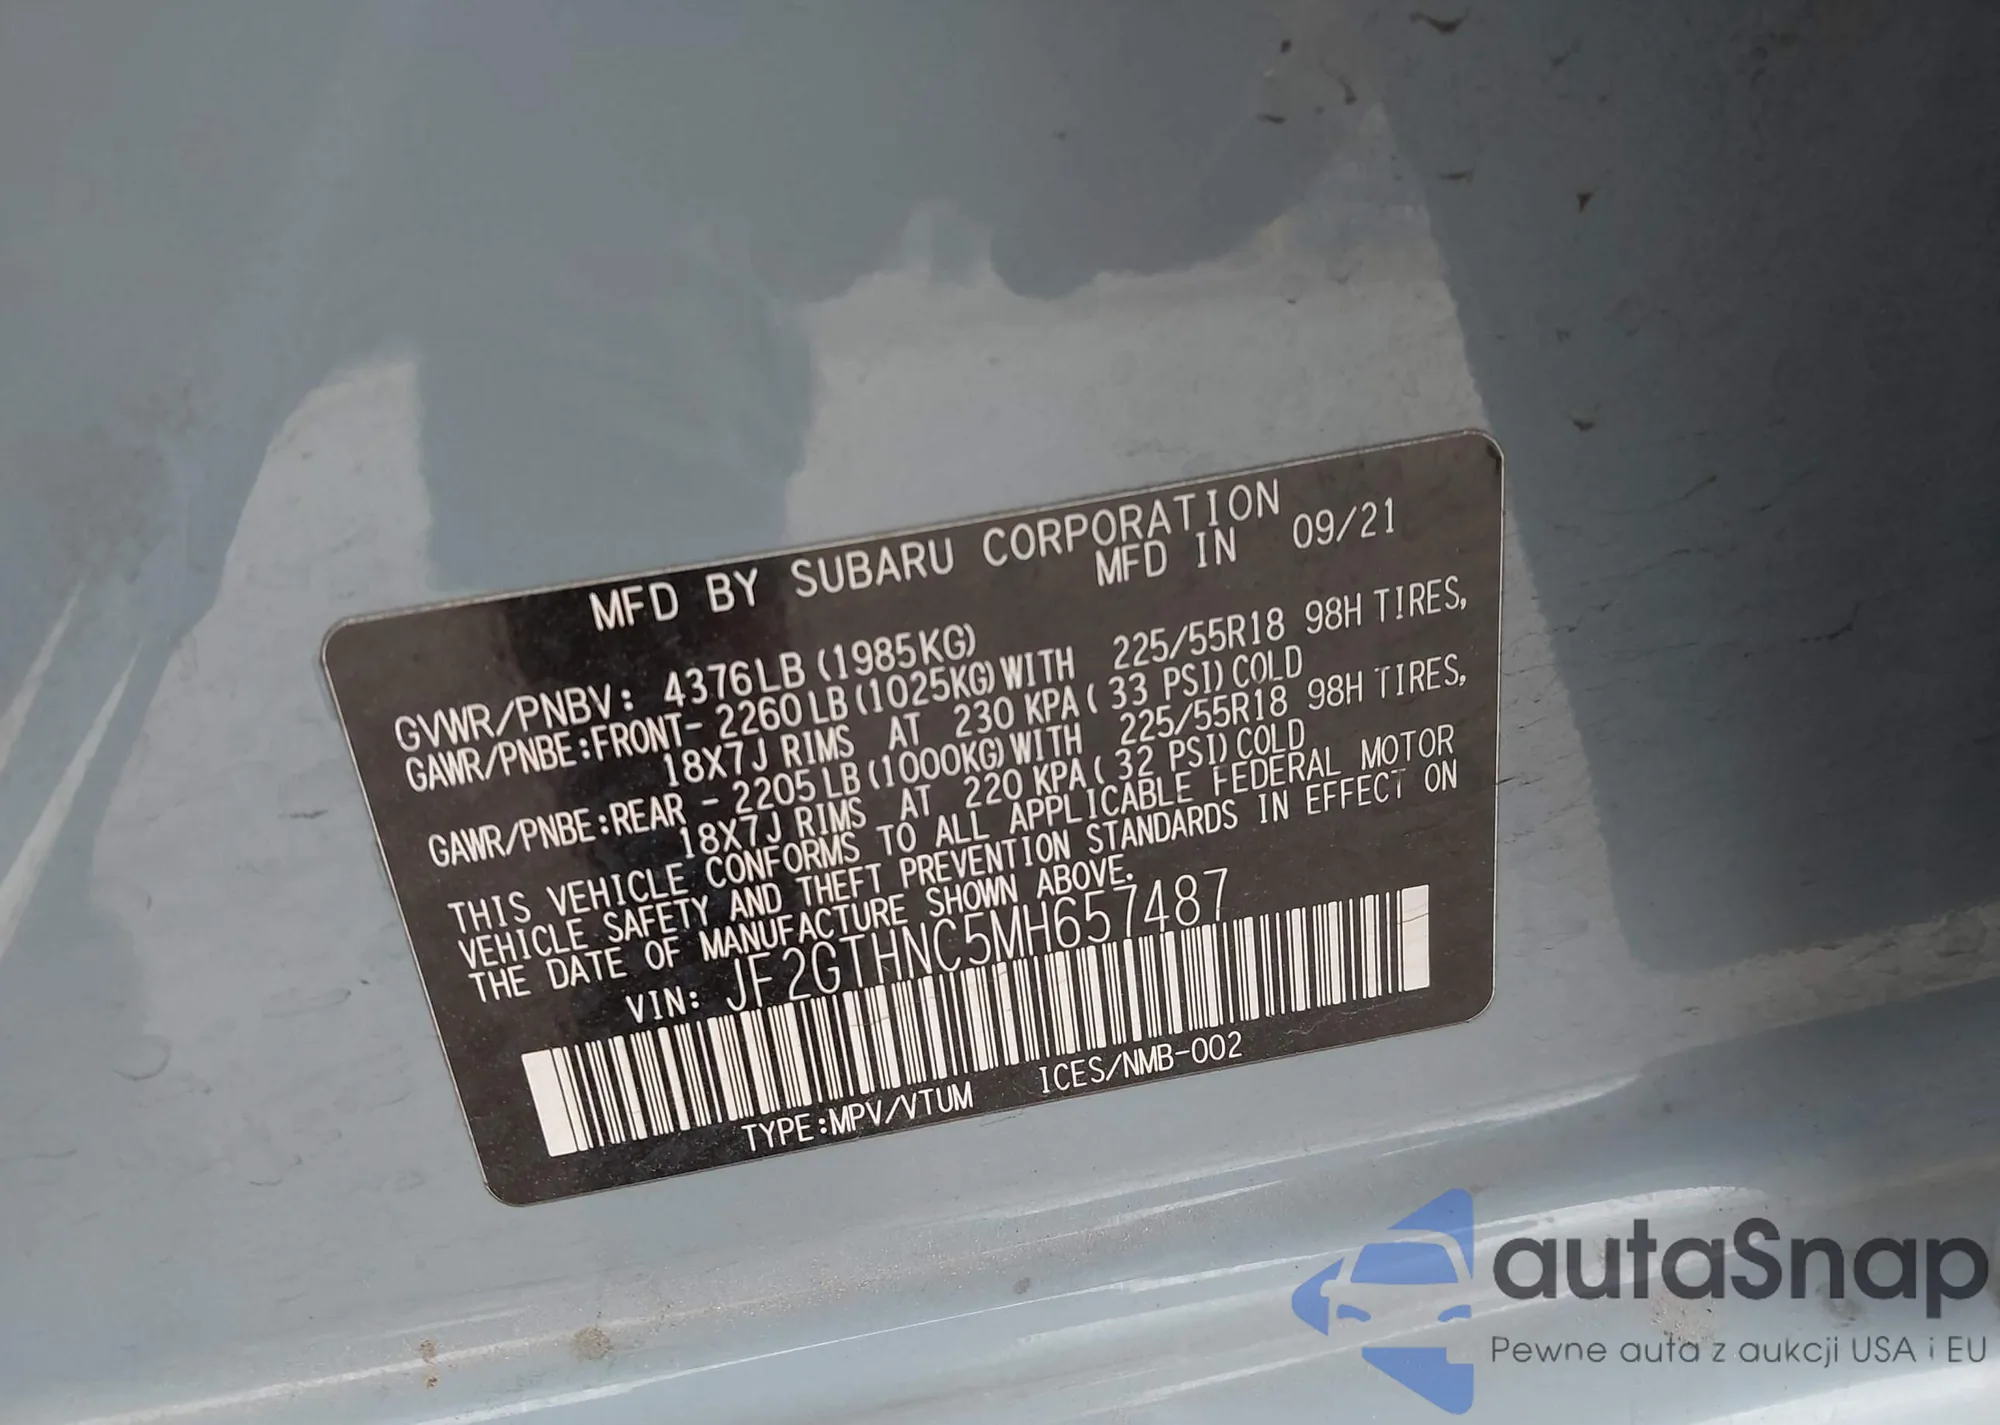 MFD BY SUBARU CORPORATION
MFD IN 09/21
GVWR/PNBV: 4376LB (1985KG)
GAWR/PNBE:FRONT- 2260LB (1025KG) WITH 225/55R18 98H TIRES,
18X7J RIMS AT 230 KPA ( 33 PSI) COLD
GAWR/PNBE:REAR - 2205LB (1000KG) WITH 225/55R18 98H TIRES,
18X7J RIMS AT 220 KPA ( 32 PSI) COLD
THIS VEHICLE CONFORMS TO ALL APPLICABLE FEDERAL MOTOR
VEHICLE SAFETY AND THEFT PREVENTION STANDARDS IN EFFECT ON
THE DATE OF MANUFACTURE SHOWN ABOVE.
VIN: JF2GTHNC5MH657487
TYPE:MPV/VTUM ICES/NMB-002
autaSnap
Pewne auta z aukcji USA i EU